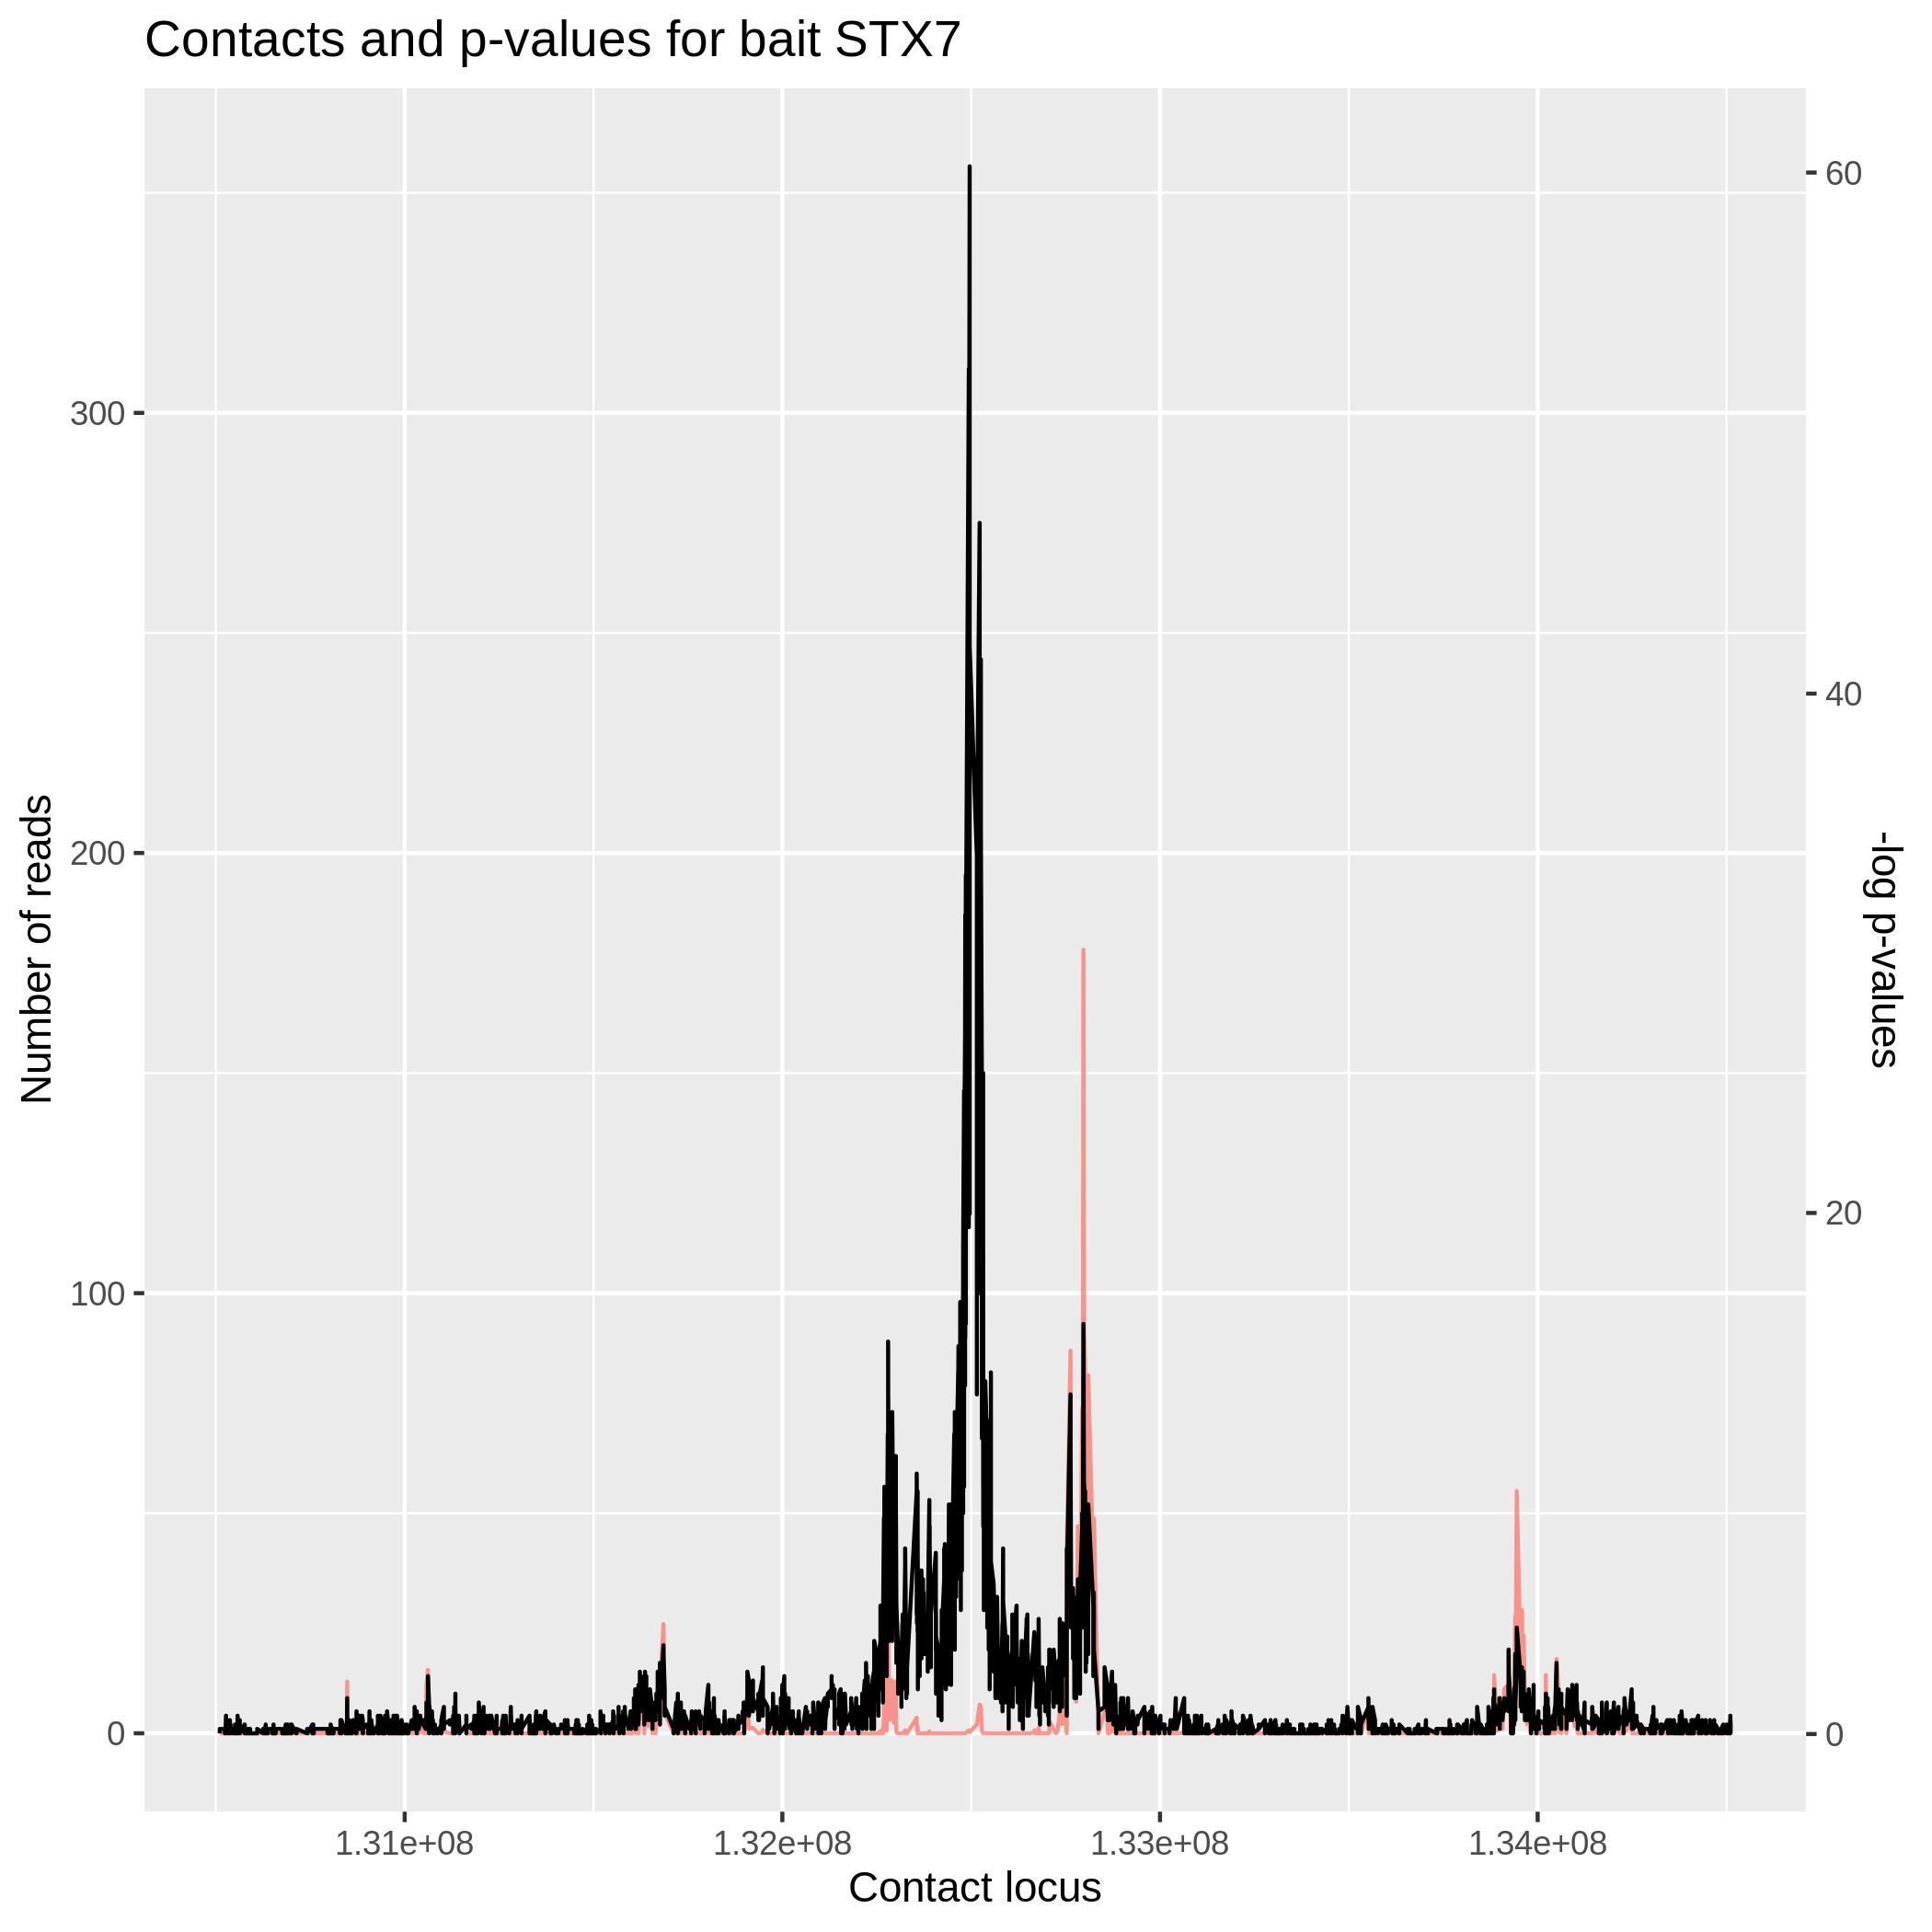 Contacts and p-values for bait STX7
Number of reads
300
200
100
0
60
40
20
0
-log p-values
1.31e+08
1.32e+08
1.33e+08
1.34e+08
Contact locus